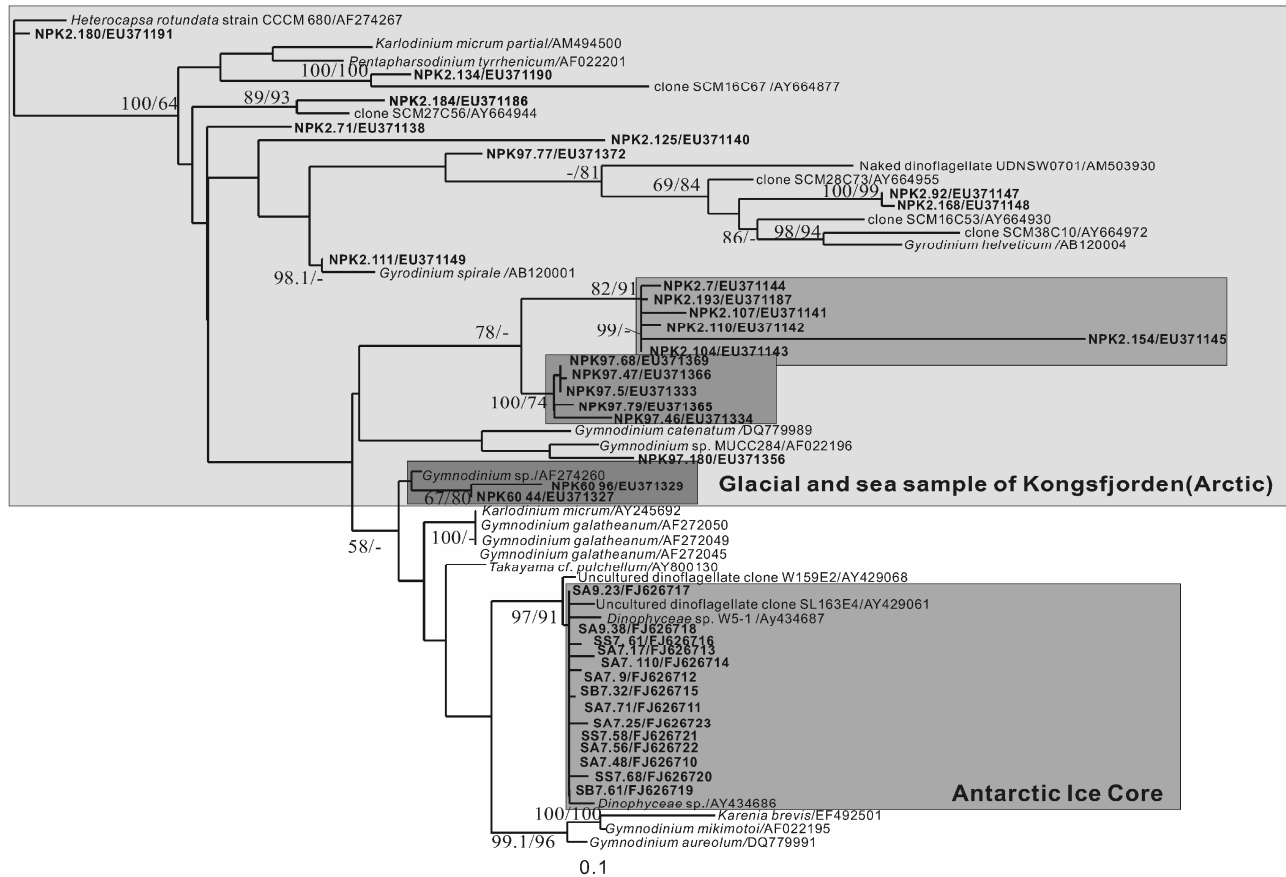 Heterocapsa rotundata strain CCCM 680/AF274267
NPK2.180/EU371191
Karlodinium micrum partial/AM494500
Pentapharsodinium tyrrhenicum/AF022201
100/100
NPK2.134/EU371190
clone SCM16C67 /AY664877
100/64
89/93
NPK2.184/EU371186
clone SCM27C56/AY664944
NPK2.71/EU371138
NPK2.125/EU371140
NPK97.77/EU371372
-/81
Naked dinoflagellate UDNSW0701/AM503930
69/84
clone SCM28C73/AY664955
100/99
NPK2.92/EU371147
NPK2.168/EU371148
clone SCM16C53/AY664930
86/-
98/94
clone SCM38C10/AY664972
Gyrodinium helveticum/AB120004
NPK2.111/EU371149
98.1/-
Gyrodinium spirale /AB120001
82/91
NPK2.7/EU371144
NPK2.193/EU371187
NPK2.107/EU371141
NPK2.110/EU371142
78/-
99/-
NPK2.154/EU371145
NPK2.104/EU371143
NPK97.68/EU371369
NPK97.47/EU371366
NPK97.5/EU371333
100/74
NPK97.79/EU371365
NPK97.46/EU371334
Gymnodinium catenatum /DQ779989
Gymnodinium sp. MUCC284/AF022196
NPK97.180/EU371356
Gymnodinium sp./AF274260
NPK60.96/EU371329
67/80
NPK60 44/EU371327
Glacial and sea sample of Kongsfjorden(Arctic)
Karlodinium micrum/AY245692
Gymnodinium galatheanum/AF272050
100/-
Gymnodinium galatheanum/AF272049
58/-
Gymnodinium galatheanum/AF272045
Takayama cf. pulchellum/AY800130
Uncultured dinoflagellate clone W159E2/AY429068
SA9.23/FJ626717
Uncultured dinoflagellate clone SL163E4/AY429061
97/91
Dinophyceae sp. W5-1 /Ay434687
SA9.38/FJ626718
SS7. 61/FJ626716
SA7.17/FJ626713
SA7. 110/FJ626714
SA7. 9/FJ626712
SB7.32/FJ626715
SA7.71/FJ626711
SA7.25/FJ626723
SS7.58/FJ626721
SA7.56/FJ626722
SA7.48/FJ626710
SS7.68/FJ626720
SB7.61/FJ626719
Antarctic Ice Core
Dinophyceae sp./AY434686
100/100
Karenia brevis/EF492501
Gymnodinium mikimotoi/AF022195
99.1/96
Gymnodinium aureolum/DQ779991
0.1